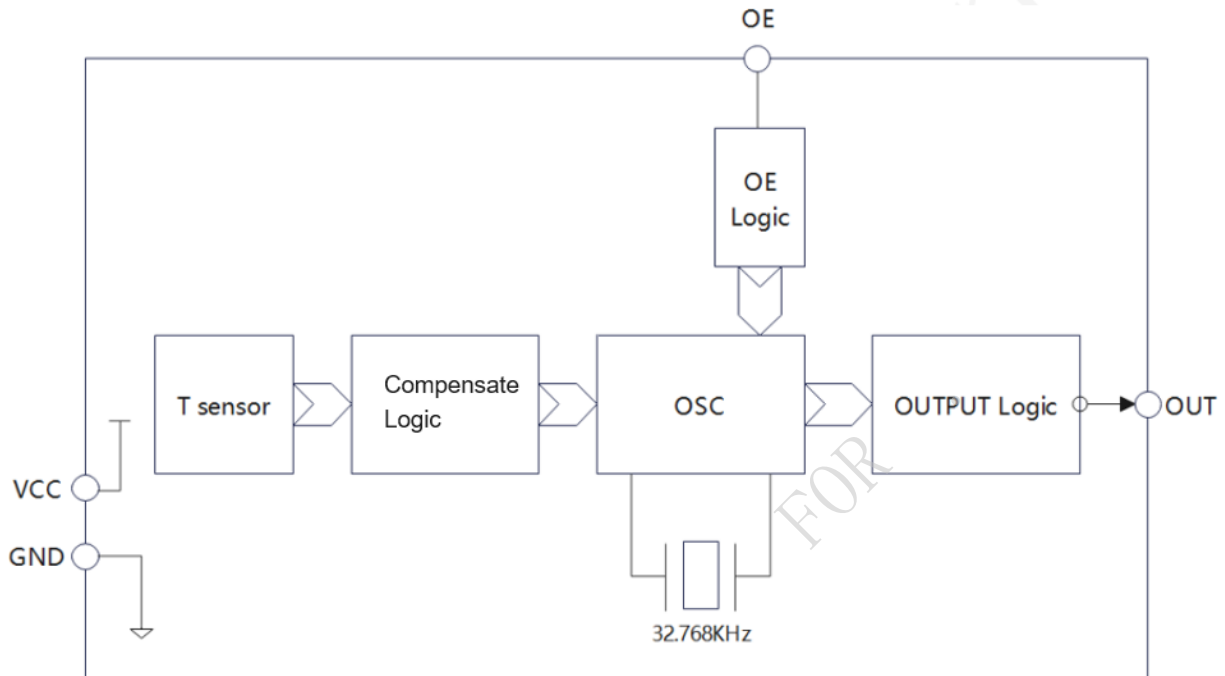 OE
OE
Logic
T sensor
Compensate
Logic
OSC
OUTPUT Logic
OUT
VCC
GND
FOR
32.768KHz